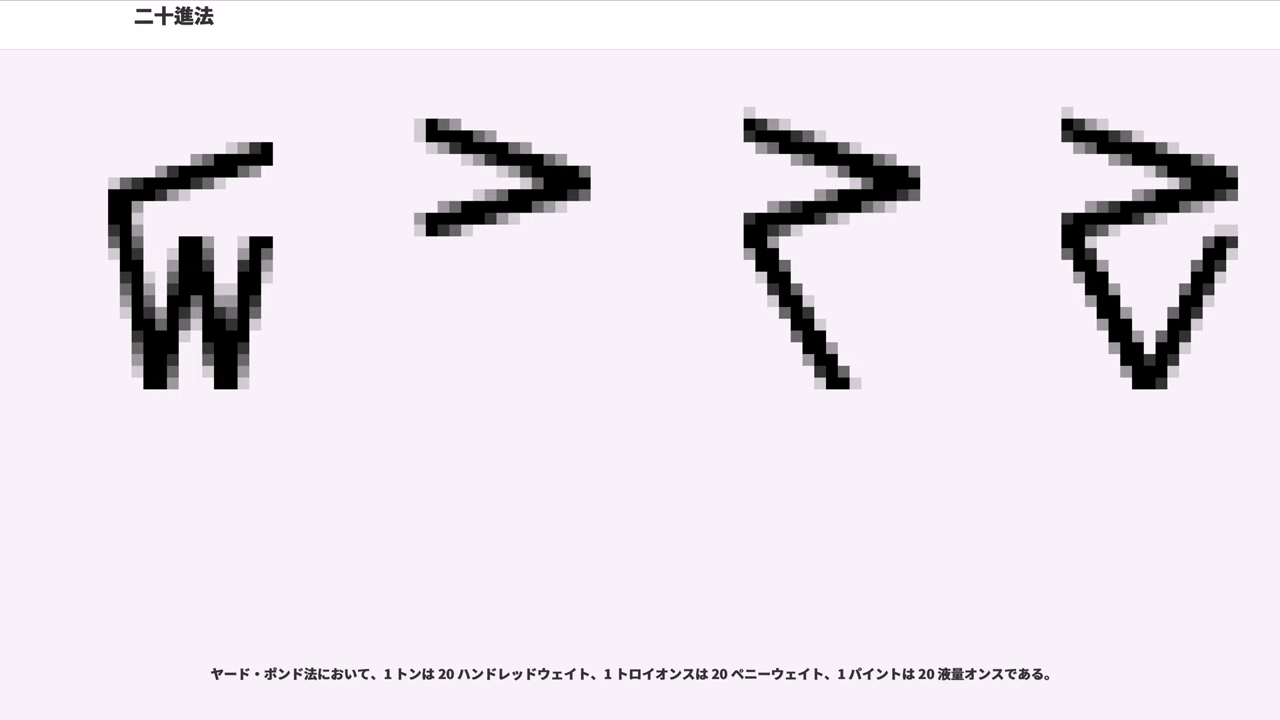 二十進法
ヤード・ポンド法において、1 トンは 20 ハンドレッドウェイト、1 トロイオンスは 20 ペニーウェイト、1 パイントは 20 液量オンスである。